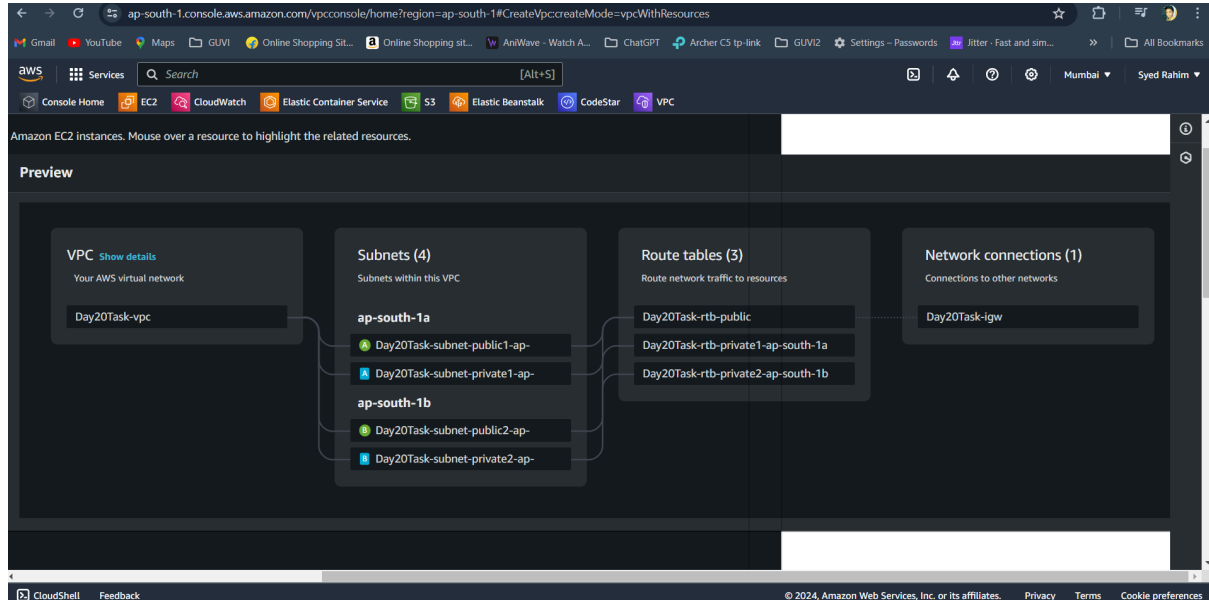 ap-south-1.console.aws.amazon.com/vpcconsole/home?region=ap-south-1#CreateVpc:createMode=vpcWithResources
Gmail YouTube Maps GUVI Online Shopping Sit... Online Shopping sit... AniWave - Watch A... ChatGPT Archer C5 tp-link GUVI2 Settings – Passwords Jitter · Fast and sim... » All Bookmarks
aws Services Search [Alt+S] Mumbai Syed Rahim
Console Home EC2 CloudWatch Elastic Container Service S3 Elastic Beanstalk CodeStar VPC
Amazon EC2 instances. Mouse over a resource to highlight the related resources.
Preview
VPC Show details
Your AWS virtual network
Day20Task-vpc
Subnets (4)
Subnets within this VPC
ap-south-1a
A Day20Task-subnet-public1-ap-
A Day20Task-subnet-private1-ap-
ap-south-1b
B Day20Task-subnet-public2-ap-
B Day20Task-subnet-private2-ap-
Route tables (3)
Route network traffic to resources
Day20Task-rtb-public
Day20Task-rtb-private1-ap-south-1a
Day20Task-rtb-private2-ap-south-1b
Network connections (1)
Connections to other networks
Day20Task-igw
CloudShell Feedback © 2024, Amazon Web Services, Inc. or its affiliates. Privacy Terms Cookie preferences